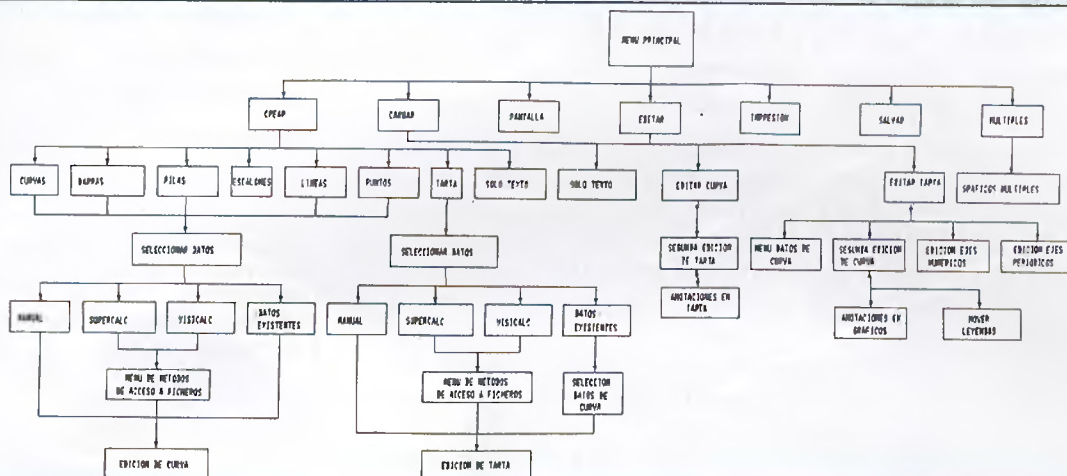 MENU PRINCIPAL
CREAR
CARGAR
PANTALLA
EDITAR
IMPRESION
SALVAR
MULTIPLES
CURVAS
BARRAS
PILAS
ESCALONES
LINEAS
PUNTOS
TARTA
SOLO TEXTO
SOLO TEXTO
EDITAR CURVA
EDITAR TARTA
GRAFICOS MULTIPLES
SELECCIONAR DATOS
SELECCIONAR DATOS
SEGUNDA EDICION
DE TARTA
MENU DATOS DE
CURVA
SEGUNDA EDICION
DE CURVA
EDICION EJES
NUMERICOS
EDICION EJES
PERIODICOS
ANOTACIONES EN
TARTA
ANOTACIONES EN
GRAFICOS
MOVER
LEYENDAS
MANUAL
SUPERCALC
VISICALC
DATOS
EXISTENTES
MANUAL
SUPERCALC
VISICALC
DATOS
EXISTENTES
MENU DE METODOS
DE ACCESO A FICHEROS
MENU DE METODOS
DE ACCESO A FICHEROS
SELECCION
DATOS DE
CURVA
EDICION DE CURVA
EDICION DE TARTA